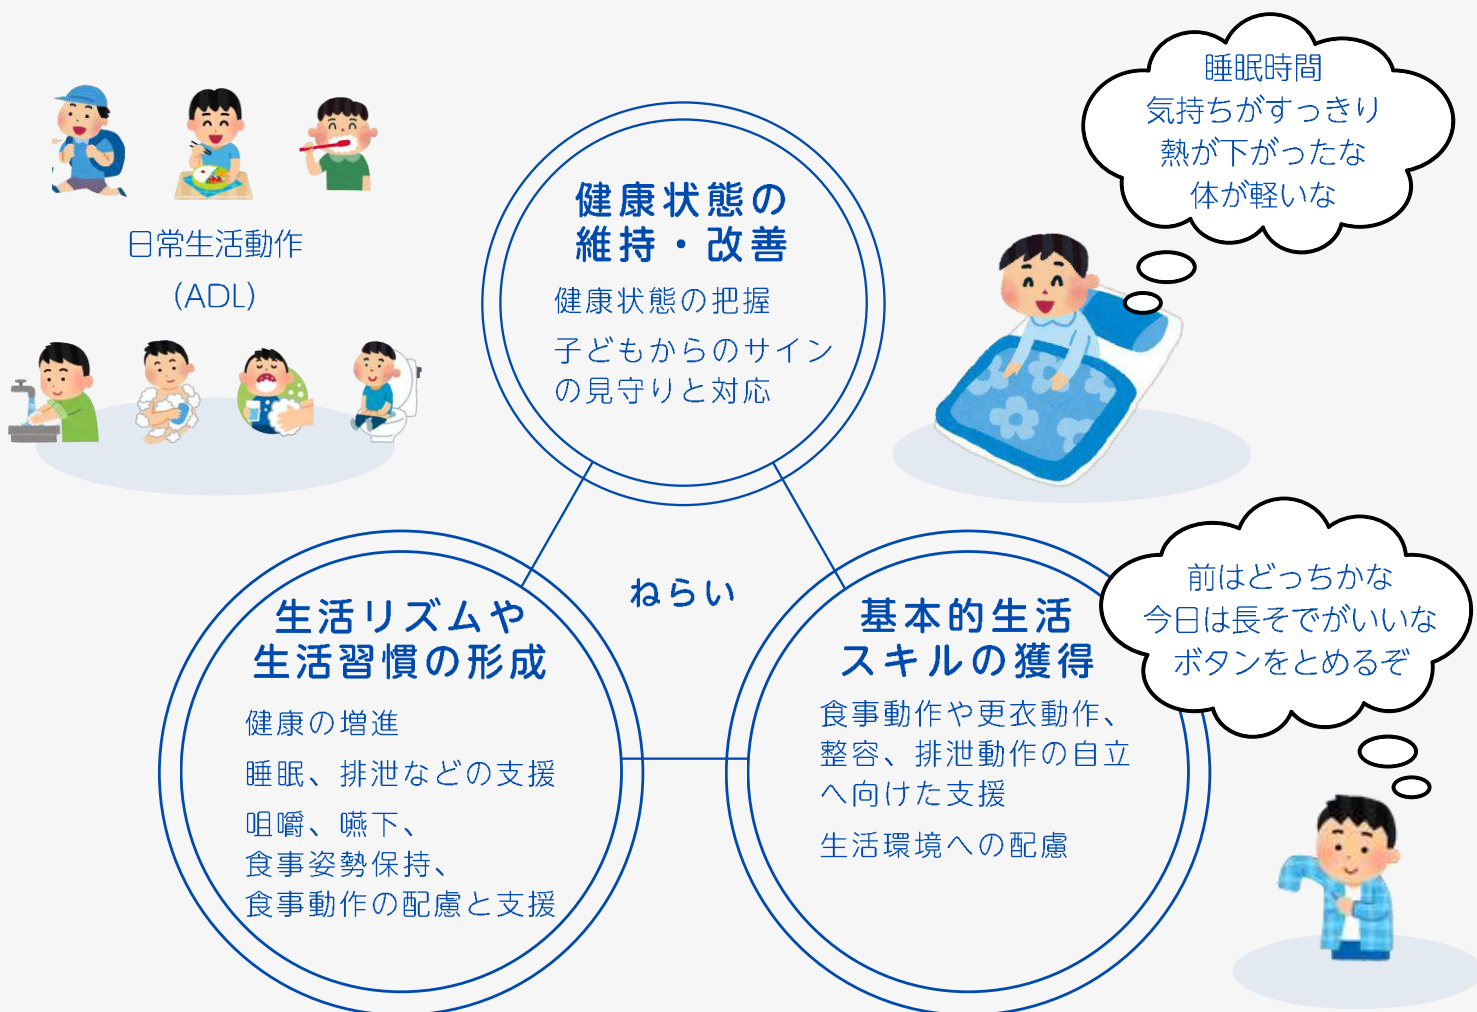 日常生活動作
(ADL)
健康状態の
維持・改善
健康状態の把握
子どもからのサイン
の見守りと対応
睡眠時間
気持ちがすっきり
熱が下がったな
体が軽いな
ねらい
生活リズムや
生活習慣の形成
健康の増進
睡眠、排泄などの支援
咀嚼、嚥下、
食事姿勢保持、
食事動作の配慮と支援
基本的生活
スキルの獲得
食事動作や更衣動作、
整容、排泄動作の自立
へ向けた支援
生活環境への配慮
前はどっちかな
今日は長そでがいいな
ボタンをとめるぞ